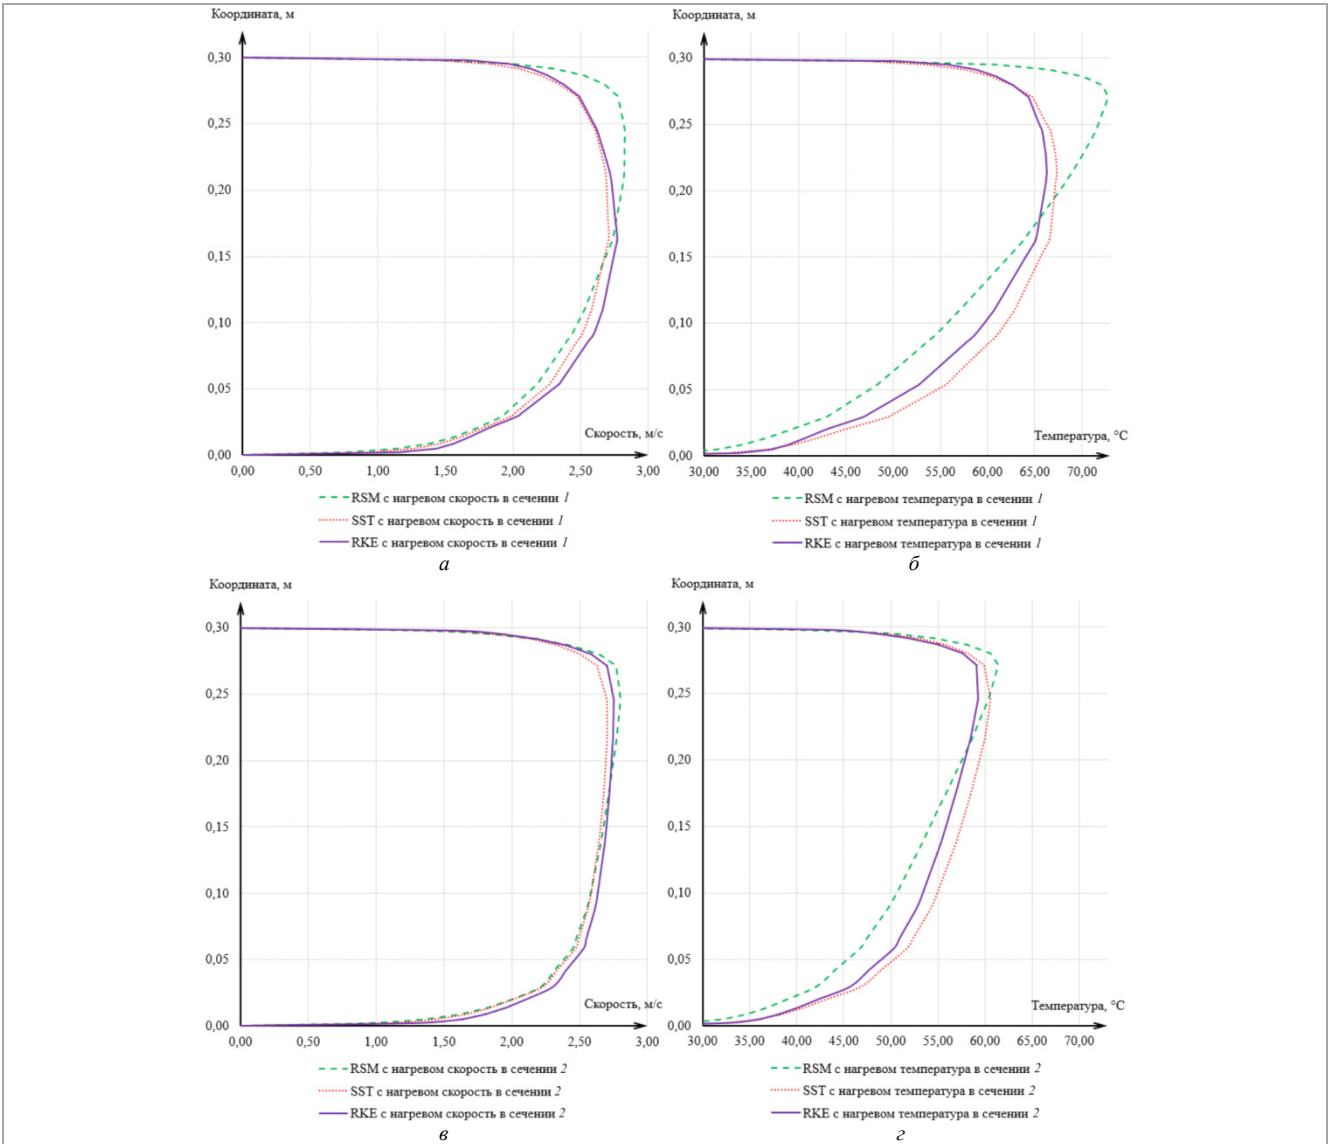 Координата, м
0,30
0,25
0,20
0,15
0,10
0,05
0,00
Скорость, м/с
0,00 0,50 1,00 1,50 2,00 2,50 3,00
RSM с нагревом скорость в сечении 1
SST с нагревом скорость в сечении 1
RKE с нагревом скорость в сечении 1
а
Координата, м
0,30
0,25
0,20
0,15
0,10
0,05
0,00
Температура, °C
30,00 35,00 40,00 45,00 50,00 55,00 60,00 65,00 70,00
RSM с нагревом температура в сечении 1
SST с нагревом температура в сечении 1
RKE с нагревом температура в сечении 1
б
Координата, м
0,30
0,25
0,20
0,15
0,10
0,05
0,00
Скорость, м/с
0,00 0,50 1,00 1,50 2,00 2,50 3,00
RSM с нагревом скорость в сечении 2
SST с нагревом скорость в сечении 2
RKE с нагревом скорость в сечении 2
в
Координата, м
0,30
0,25
0,20
0,15
0,10
0,05
0,00
Температура, °C
30,00 35,00 40,00 45,00 50,00 55,00 60,00 65,00 70,00
RSM с нагревом температура в сечении 2
SST с нагревом температура в сечении 2
RKE с нагревом температура в сечении 2
г